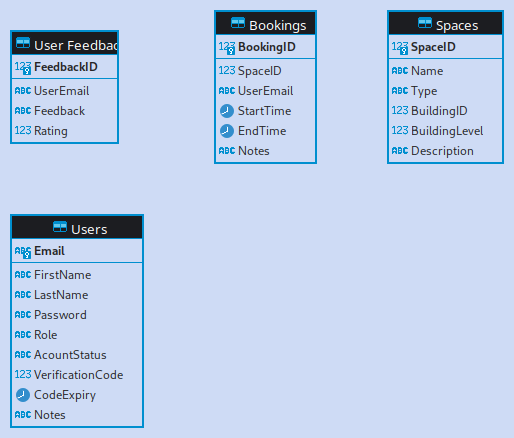 User Feedbac
123 FeedbackID
ABC UserEmail
ABC Feedback
123 Rating
Bookings
123 BookingID
123 SpaceID
ABC UserEmail
StartTime
EndTime
ABC Notes
Spaces
123 SpaceID
ABC Name
ABC Type
123 BuildingID
123 BuildingLevel
ABC Description
Users
ABC Email
ABC FirstName
ABC LastName
ABC Password
ABC Role
ABC AcountStatus
123 VerificationCode
CodeExpiry
ABC Notes